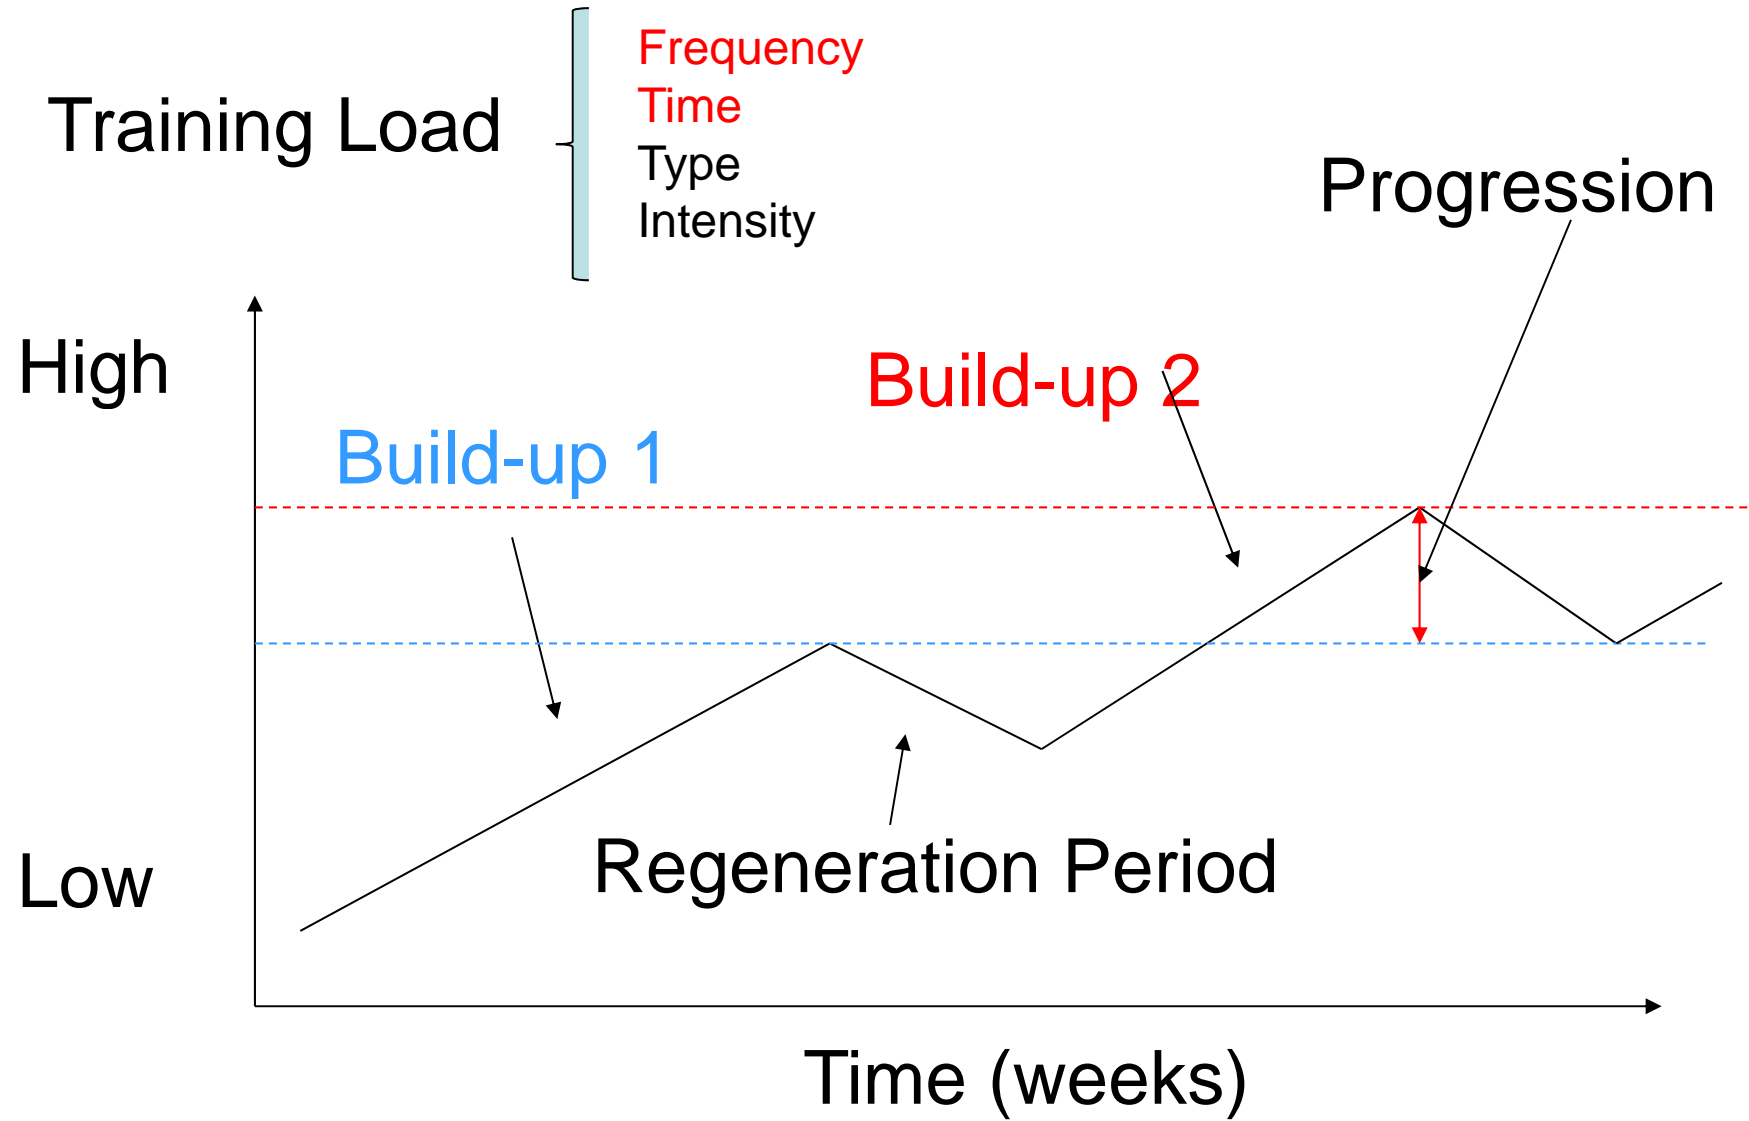 Frequency
Time
Training Load
Type
Intensity
Progression
High
Build-up 2
Build-up 1
Regeneration Period
Low
Time (weeks)